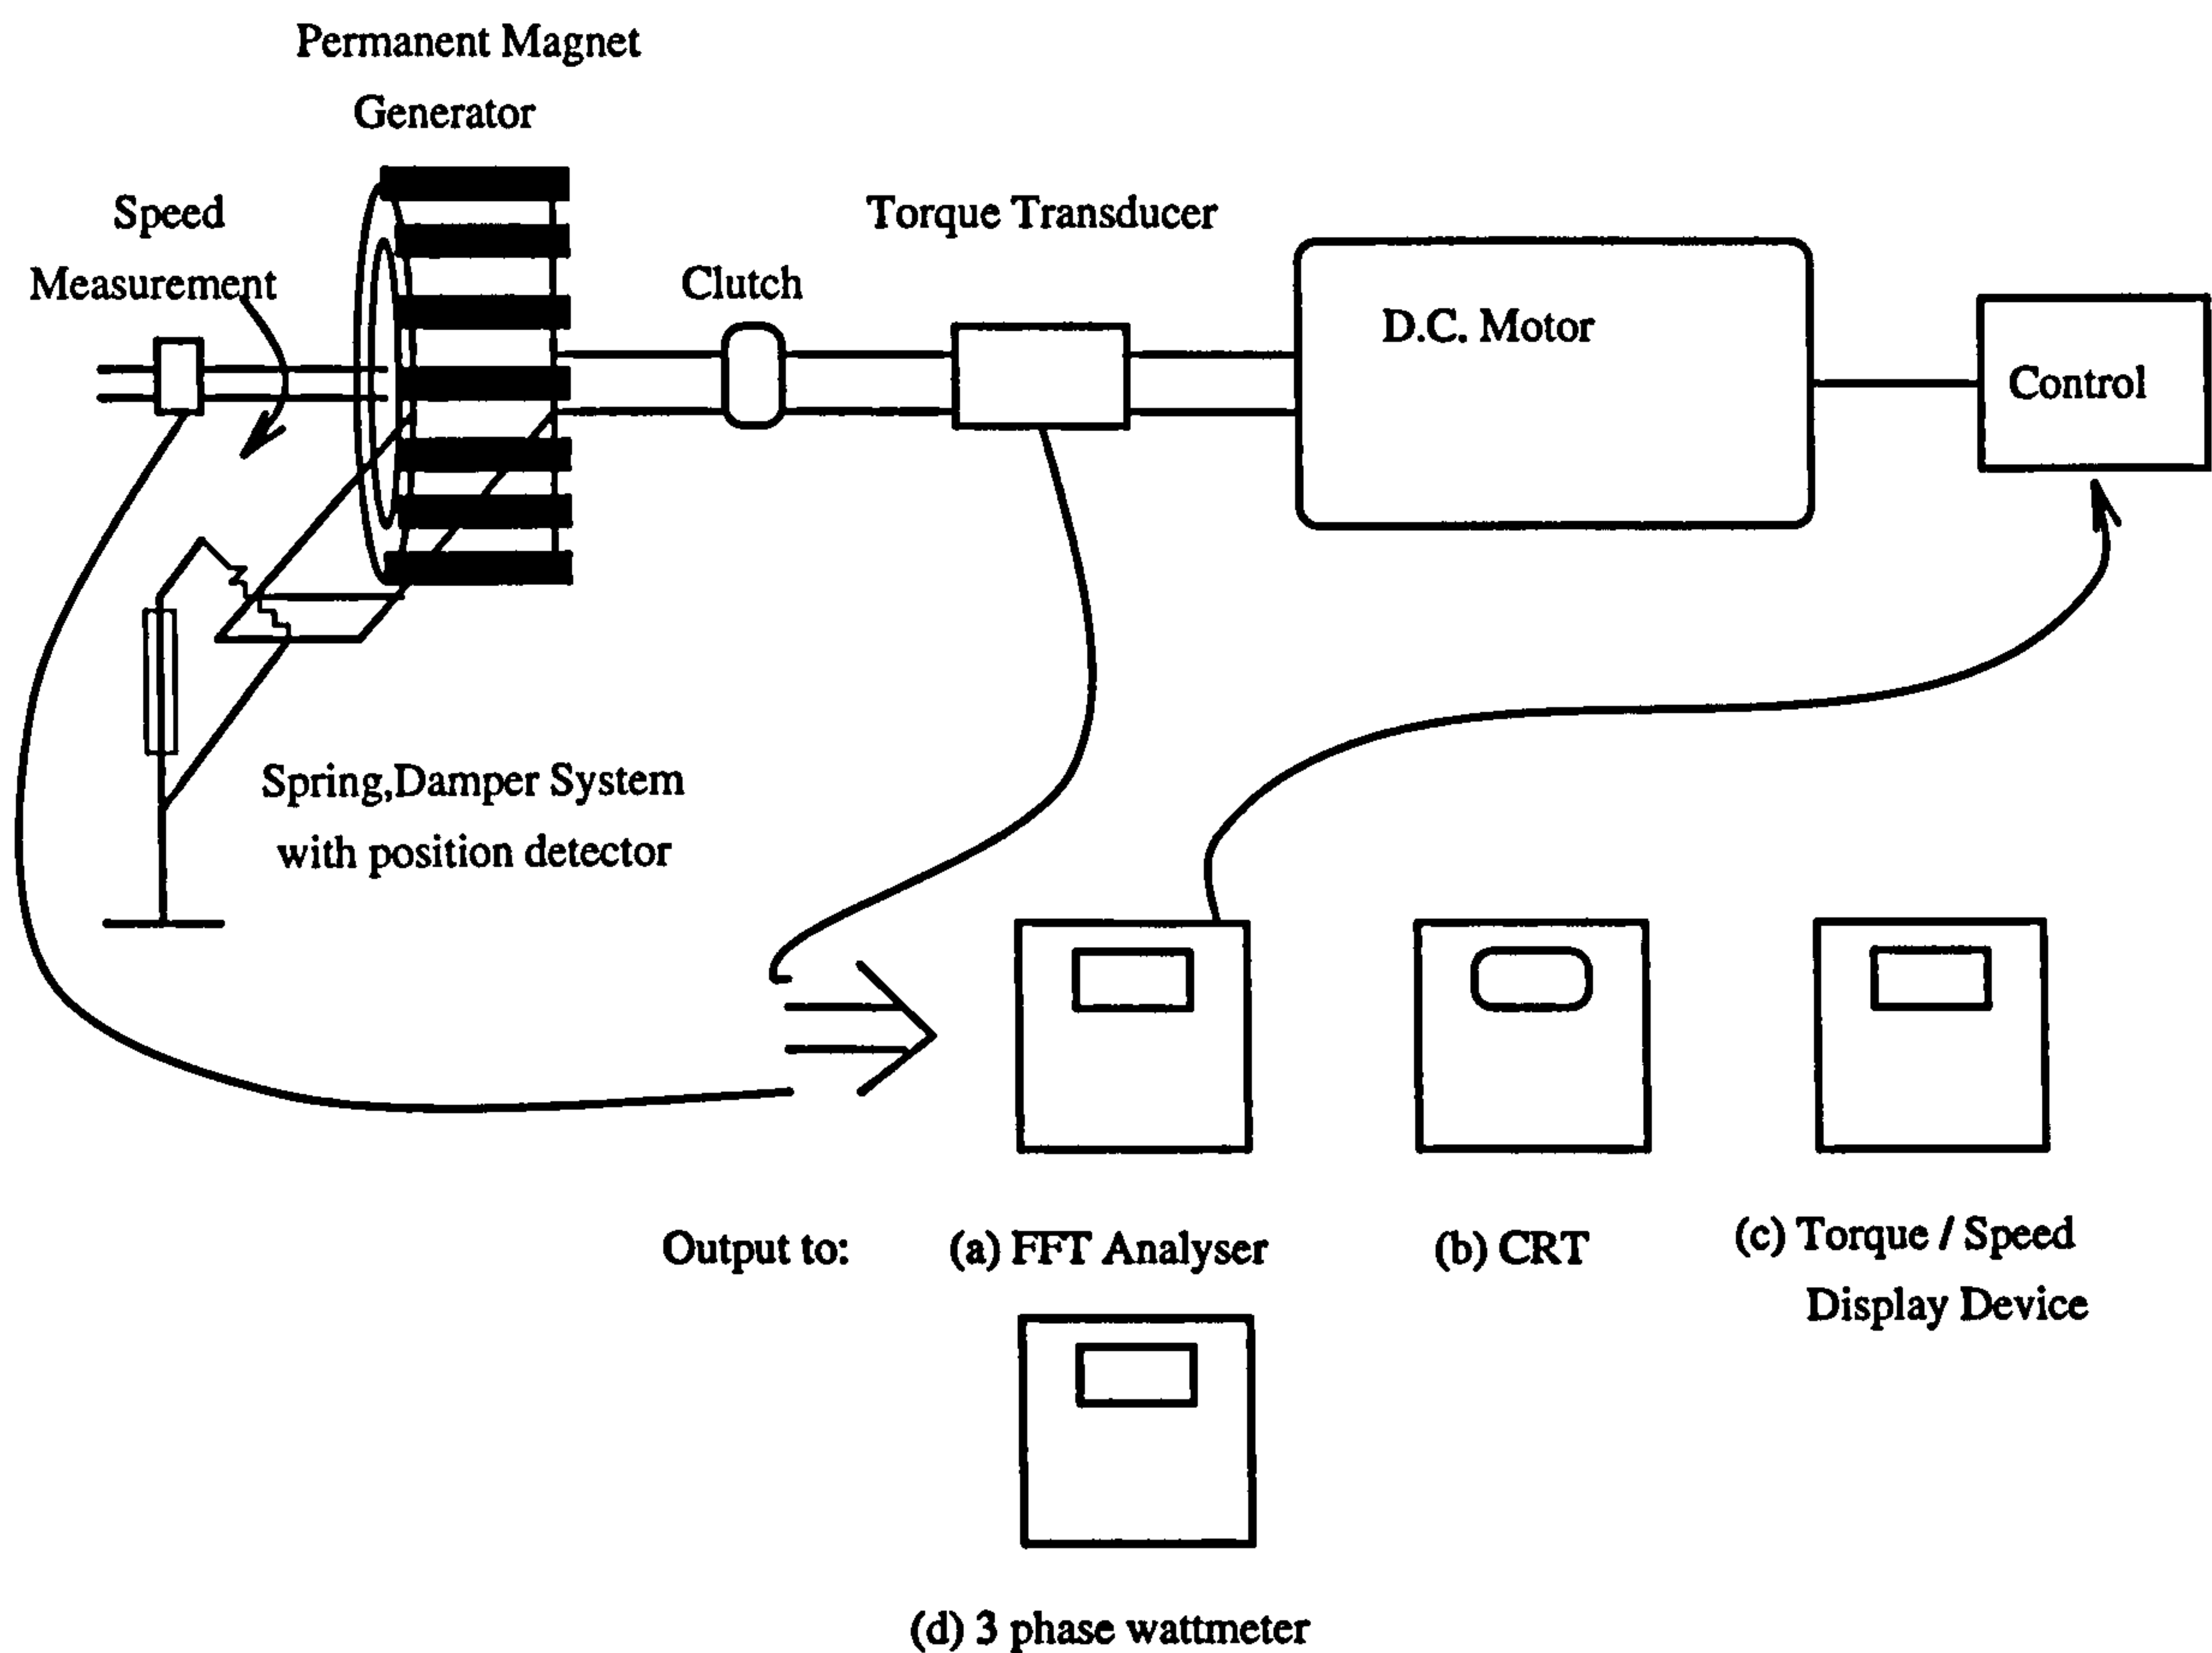 Permanent Magnet
Generator
Speed
Measurement
Torque Transducer
Clutch
D.C. Motor
Control
Spring,Damper System
with position detector
Output to:
(a) FFT Analyser
(b) CRT
(c) Torque / Speed
Display Device
(d) 3 phase wattmeter